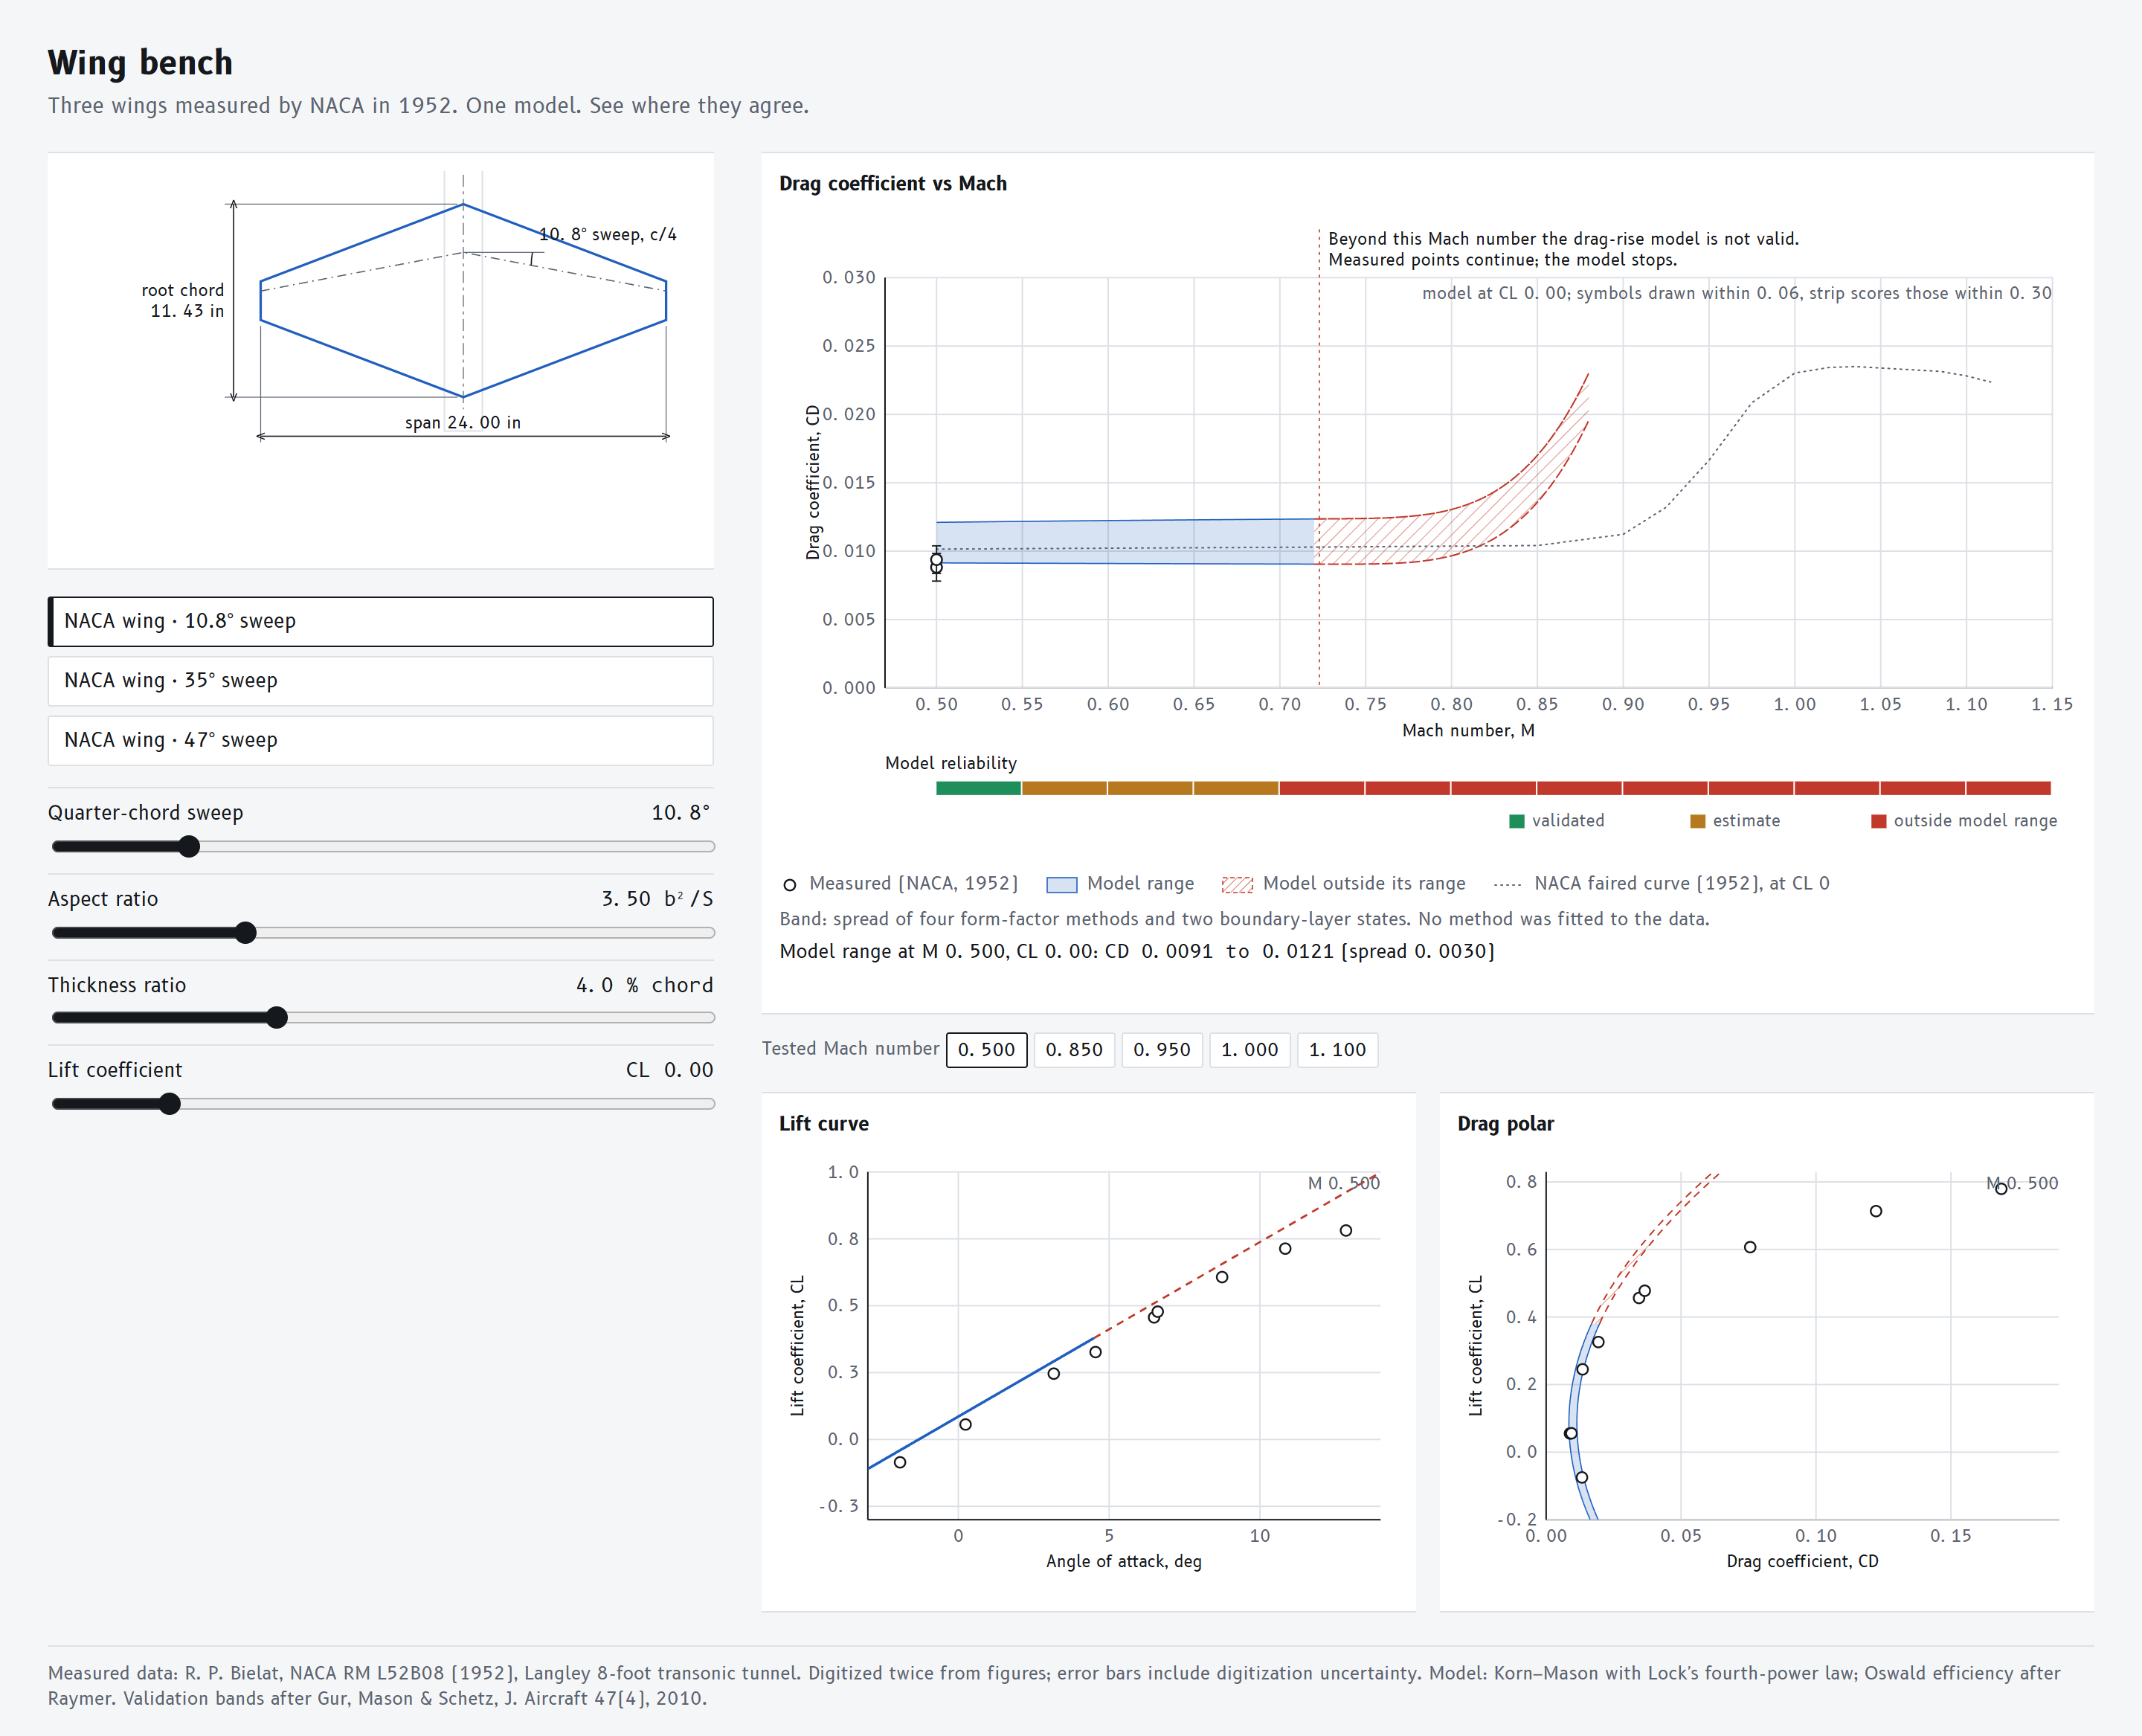 Wing bench
Three wings measured by NACA in 1952. One model. See where they agree.
10. 8° sweep, c/4
root chord
11. 43 in
span 24. 00 in
NACA wing · 10.8° sweep
NACA wing · 35° sweep
NACA wing · 47° sweep
Quarter-chord sweep 10. 8°
Aspect ratio 3. 50 b² /S
Thickness ratio 4. 0 % chord
Lift coefficient CL 0. 00
Drag coefficient vs Mach
Beyond this Mach number the drag-rise model is not valid.
Measured points continue; the model stops.
model at CL 0. 00; symbols drawn within 0. 06, strip scores those within 0. 30
Drag coefficient, CD
0. 030
0. 025
0. 020
0. 015
0. 010
0. 005
0. 000
0. 50 0. 55 0. 60 0. 65 0. 70 0. 75 0. 80 0. 85 0. 90 0. 95 1. 00 1. 05 1. 10 1. 15
Mach number, M
Model reliability
validated estimate outside model range
Measured [NACA, 1952] Model range Model outside its range NACA faired curve [1952], at CL 0
Band: spread of four form-factor methods and two boundary-layer states. No method was fitted to the data.
Model range at M 0. 500, CL 0. 00: CD 0. 0091 to 0. 0121 [spread 0. 0030]
Tested Mach number 0. 500 0. 850 0. 950 1. 000 1. 100
Lift curve
M 0. 500
Lift coefficient, CL
1. 0
0. 8
0. 5
0. 3
0. 0
-0. 3
0 5 10
Angle of attack, deg
Drag polar
M 0. 500
Lift coefficient, CL
0. 8
0. 6
0. 4
0. 2
0. 0
-0. 2
0. 00 0. 05 0. 10 0. 15
Drag coefficient, CD
Measured data: R. P. Bielat, NACA RM L52B08 [1952], Langley 8-foot transonic tunnel. Digitized twice from figures; error bars include digitization uncertainty. Model: Korn–Mason with Lock's fourth-power law; Oswald efficiency after
Raymer. Validation bands after Gur, Mason & Schetz, J. Aircraft 47[4], 2010.